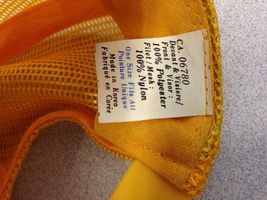 CA. 06780
Devant & Visiere/
Front & Visor :
100% Polyester
Filet / Mesh :
100% Nylon
One Size Fits All
Pointure Unique
Made in Korea
Fabriqué en Corée